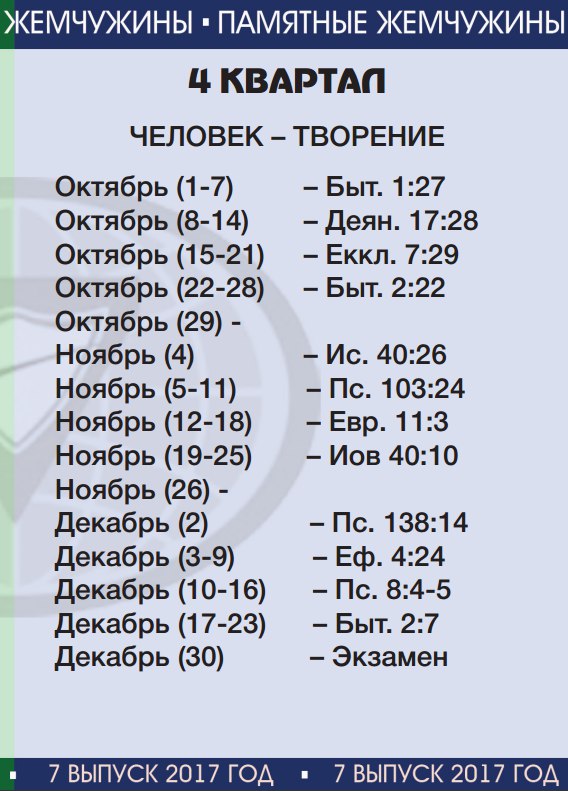 ЖЕМЧУЖИНЫ ▪ ПАМЯТНЫЕ ЖЕМЧУЖИНЫ
4 КВАРТАЛ
ЧЕЛОВЕК – ТВОРЕНИЕ
Октябрь (1-7) – Быт. 1:27
Октябрь (8-14) – Деян. 17:28
Октябрь (15-21) – Еккл. 7:29
Октябрь (22-28) – Быт. 2:22
Октябрь (29) -
Ноябрь (4) – Ис. 40:26
Ноябрь (5-11) – Пс. 103:24
Ноябрь (12-18) – Евр. 11:3
Ноябрь (19-25) – Иов 40:10
Ноябрь (26) -
Декабрь (2) – Пс. 138:14
Декабрь (3-9) – Еф. 4:24
Декабрь (10-16) – Пс. 8:4-5
Декабрь (17-23) – Быт. 2:7
Декабрь (30) – Экзамен
▪ 7 ВЫПУСК 2017 ГОД ▪ 7 ВЫПУСК 2017 ГОД